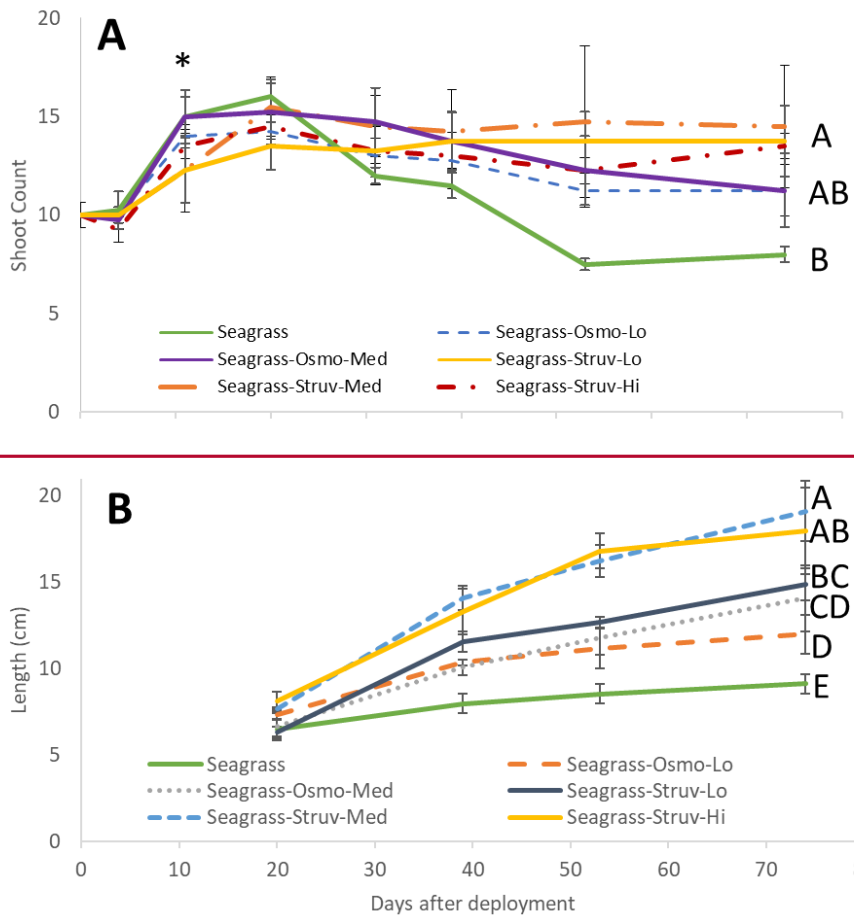 20
A
*
15
A
AB
10
B
5
0
Shoot Count
Seagrass
Seagrass-Osmo-Lo
Seagrass-Osmo-Med
Seagrass-Struv-Lo
Seagrass-Struv-Med
Seagrass-Struv-Hi
B
20
A
AB
15
BC
CD
10
D
E
5
0
Length (cm)
Seagrass
Seagrass-Osmo-Lo
Seagrass-Osmo-Med
Seagrass-Struv-Lo
Seagrass-Struv-Med
Seagrass-Struv-Hi
0 10 20 30 40 50 60 70
Days after deployment